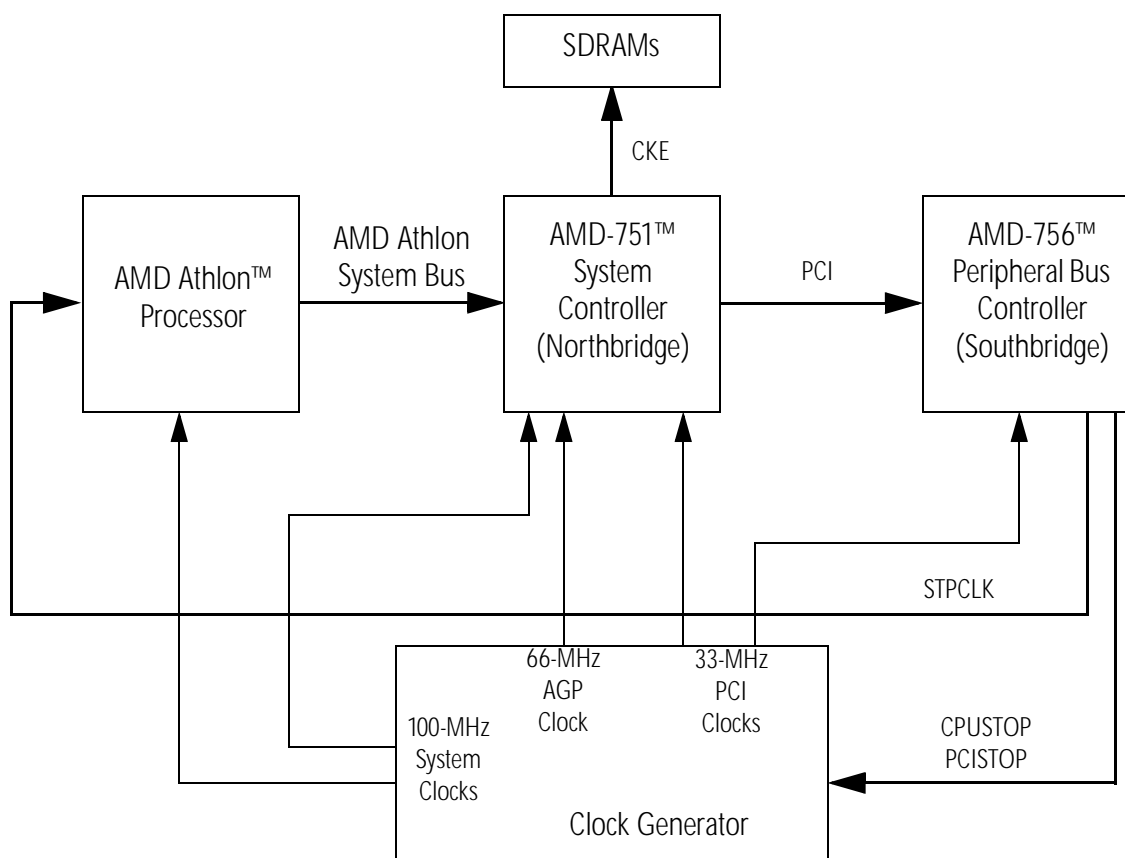 SDRAMs
CKE
AMD Athlon™
Processor
AMD Athlon
System Bus
AMD-751™
System
Controller
(Northbridge)
PCI
AMD-756™
Peripheral Bus
Controller
(Southbridge)
STPCLK
66-MHz
AGP
Clock
33-MHz
PCI
Clocks
100-MHz
System
Clocks
CPUSTOP
PCISTOP
Clock Generator